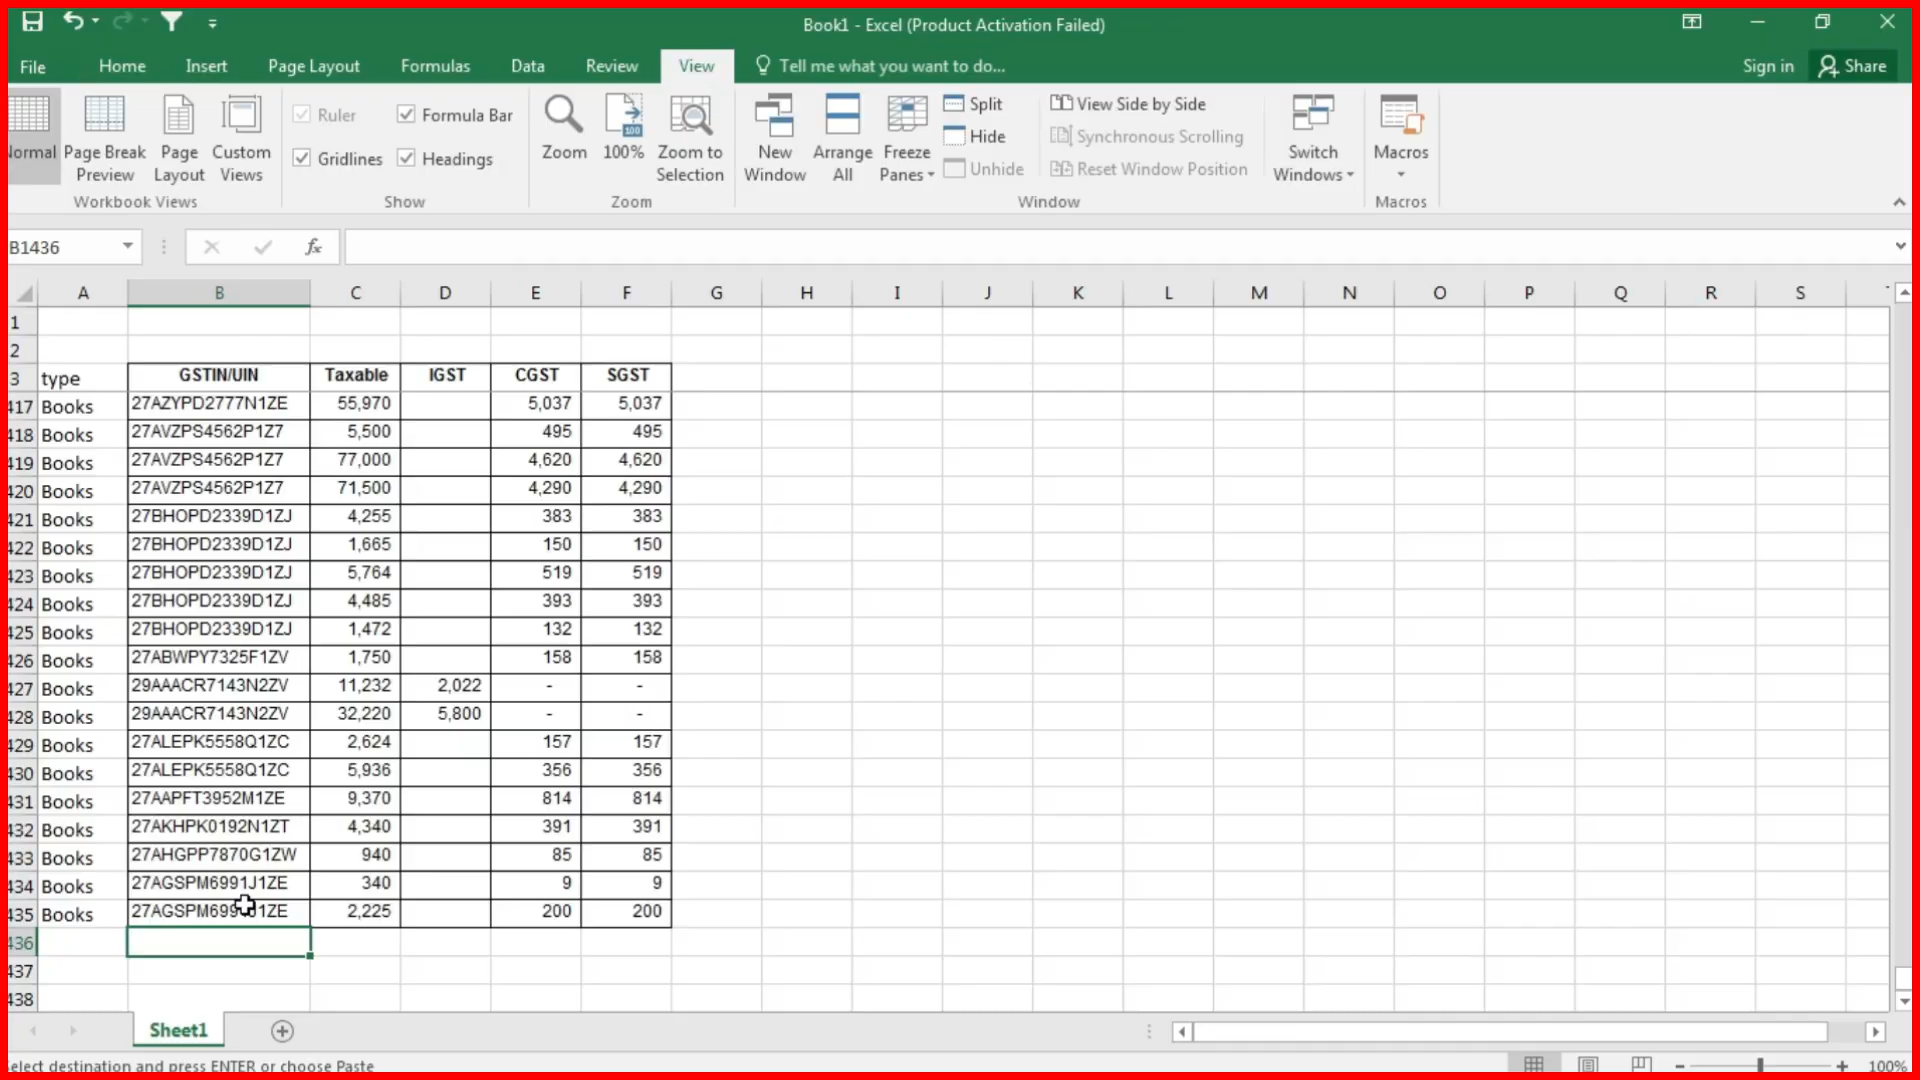 Book1 - Excel (Product Activation Failed)
File Home Insert Page Layout Formulas Data Review View Tell me what you want to do... Sign in Share
Normal Page Break Preview Page Layout Custom Views
Workbook Views
Ruler Formula Bar
Gridlines Headings
Show
Zoom 100% Zoom to Selection
Zoom
New Window Arrange All Freeze Panes
Split View Side by Side
Hide Synchronous Scrolling
Unhide Reset Window Position
Window
Switch Windows
Macros
Macros
B1436 fx
A B C D E F G H I J K L M N O P Q R S
1
2
3 type GSTIN/UIN Taxable IGST CGST SGST
417 Books 27AZYPD2777N1ZE 55,970 5,037 5,037
418 Books 27AVZPS4562P1Z7 5,500 495 495
419 Books 27AVZPS4562P1Z7 77,000 4,620 4,620
420 Books 27AVZPS4562P1Z7 71,500 4,290 4,290
421 Books 27BHOPD2339D1ZJ 4,255 383 383
422 Books 27BHOPD2339D1ZJ 1,665 150 150
423 Books 27BHOPD2339D1ZJ 5,764 519 519
424 Books 27BHOPD2339D1ZJ 4,485 393 393
425 Books 27BHOPD2339D1ZJ 1,472 132 132
426 Books 27ABWPY7325F1ZV 1,750 158 158
427 Books 29AAACR7143N2ZV 11,232 2,022 - -
428 Books 29AAACR7143N2ZV 32,220 5,800 - -
429 Books 27ALEPK5558Q1ZC 2,624 157 157
430 Books 27ALEPK5558Q1ZC 5,936 356 356
431 Books 27AAPFT3952M1ZE 9,370 814 814
432 Books 27AKHPK0192N1ZT 4,340 391 391
433 Books 27AHGPP7870G1ZW 940 85 85
434 Books 27AGSPM6991J1ZE 340 9 9
435 Books 2,225 200 200
436
437
438
Sheet1
Select destination and press ENTER or choose Paste 100%